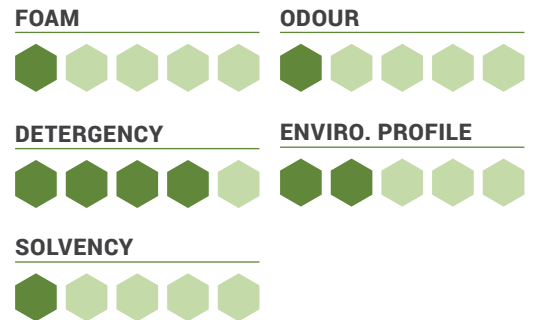 FOAM
ODOUR
DETERGENCY
ENVIRO. PROFILE
SOLVENCY